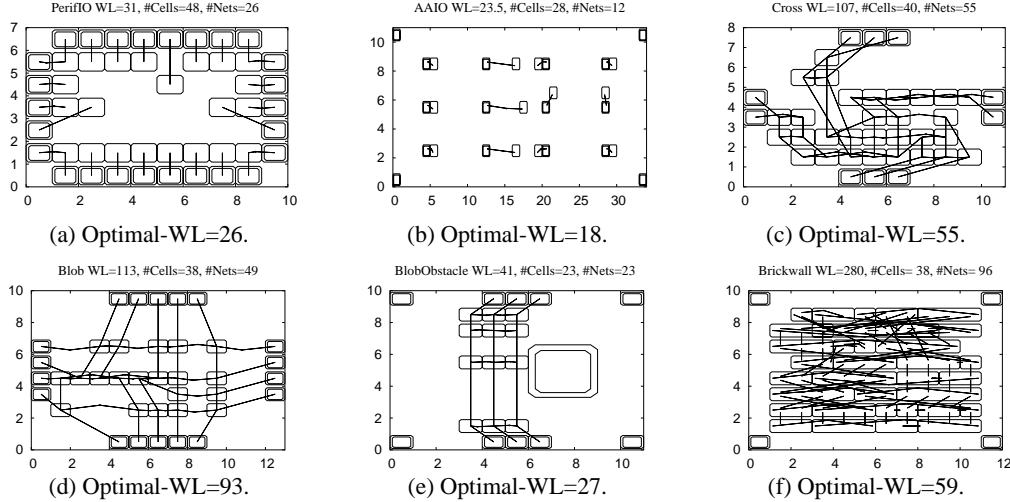 PerifIO WL=31, #Cells=48, #Nets=26
7
6
5
4
3
2
1
0
0 2 4 6 8 10
(a) Optimal-WL=26.
AAIO WL=23.5, #Cells=28, #Nets=12
10
8
6
4
2
0
0 5 10 15 20 25 30
(b) Optimal-WL=18.
Cross WL=107, #Cells=40, #Nets=55
8
7
6
5
4
3
2
1
0
0 2 4 6 8 10
(c) Optimal-WL=55.
Blob WL=113, #Cells=38, #Nets=49
10
8
6
4
2
0
0 2 4 6 8 10 12
(d) Optimal-WL=93.
BlobObstacle WL=41, #Cells=23, #Nets=23
10
8
6
4
2
0
0 2 4 6 8 10
(e) Optimal-WL=27.
Brickwall WL=280, #Cells= 38, #Nets= 96
10
8
6
4
2
0
0 2 4 6 8 10 12
(f) Optimal-WL=59.